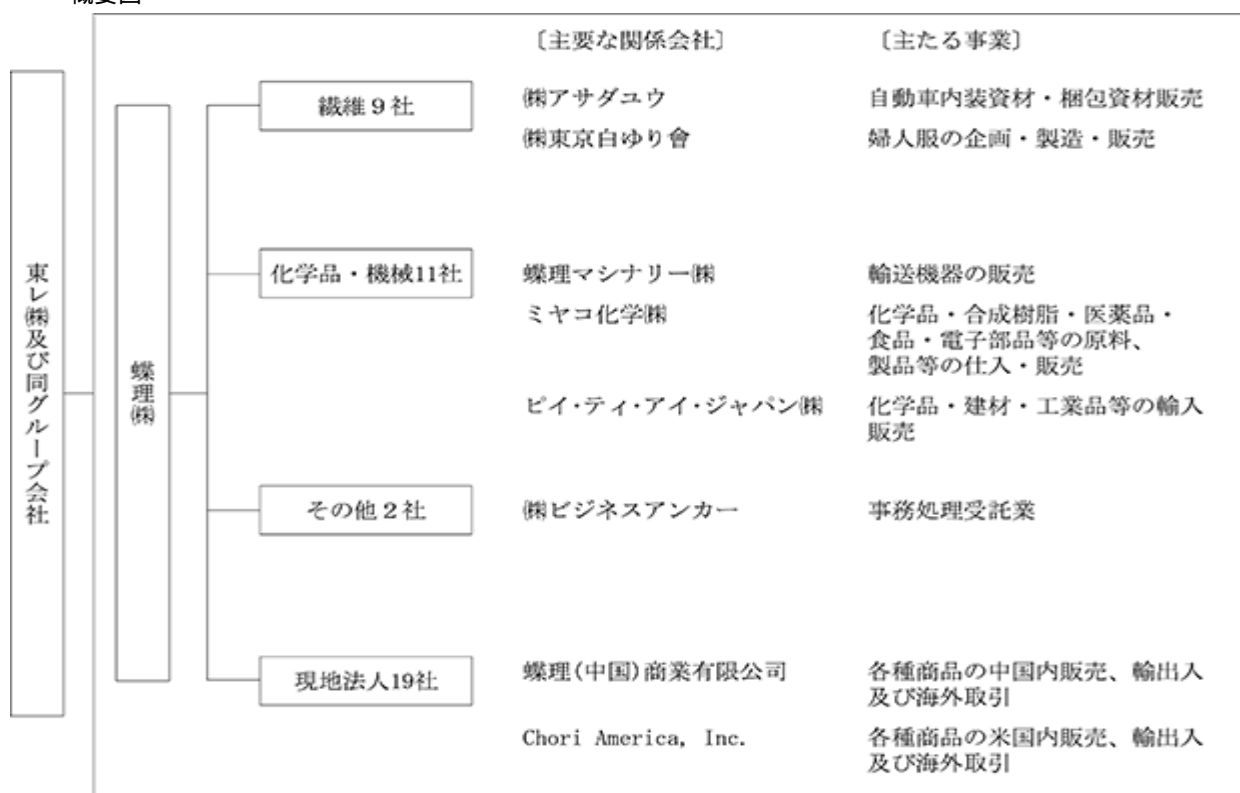 概要図
〔主要な関係会社〕 〔主たる事業〕
東レ㈱及び同グループ会社
蝶理㈱
繊維9社
㈱アサダユウ 自動車内装資材・梱包資材販売
㈱東京白ゆり會 婦人服の企画・製造・販売
化学品・機械11社
蝶理マシナリー㈱ 輸送機器の販売
ミヤコ化学㈱ 化学品・合成樹脂・医薬品・
食品・電子部品等の原料、
製品等の仕入・販売
ピイ・ティ・アイ・ジャパン㈱ 化学品・建材・工業品等の輸入
販売
その他2社
㈱ビジネスアンカー 事務処理受託業
現地法人19社
蝶理(中国)商業有限公司 各種商品の中国内販売、輸出入
及び海外取引
Chori America, Inc. 各種商品の米国内販売、輸出入
及び海外取引